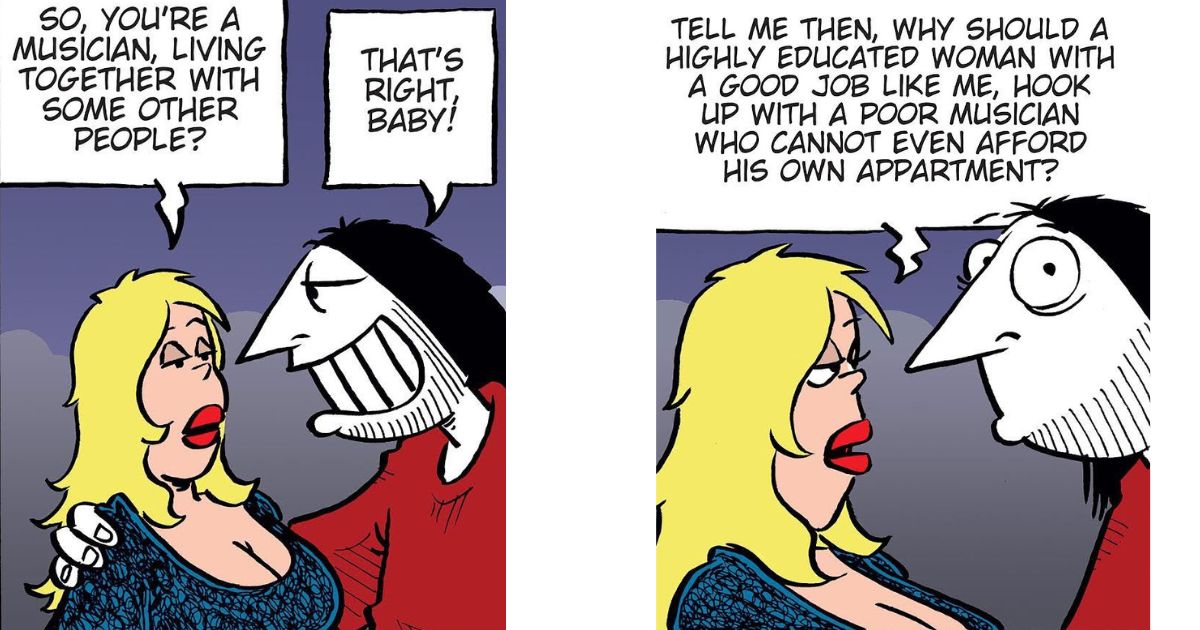 SO, YOU'RE A
MUSICIAN, LIVING
TOGETHER WITH
SOME OTHER
PEOPLE?
THAT'S
RIGHT,
BABY!
TELL ME THEN, WHY SHOULD A
HIGHLY EDUCATED WOMAN WITH
A GOOD JOB LIKE ME, HOOK
UP WITH A POOR MUSICIAN
WHO CANNOT EVEN AFFORD
HIS OWN APPARTMENT?